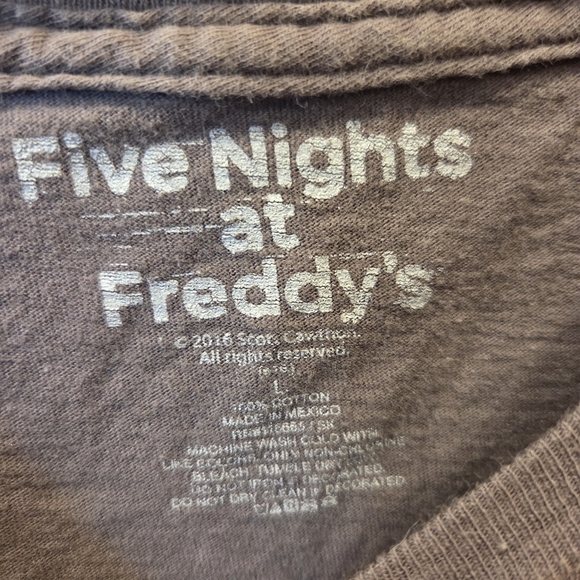 Five Nights
at
Freddy's
© 2016 Scott Cawthon.
All rights reserved.
L
100% COTTON
MADE IN MEXICO
MACHINE WASH COLD WITH
LIKE COLORS, ONLY NON-CHLORINE
BLEACH, TUMBLE DRY
DO NOT IRON IF DECORATED.
DO NOT DRY CLEAN IF DECORATED